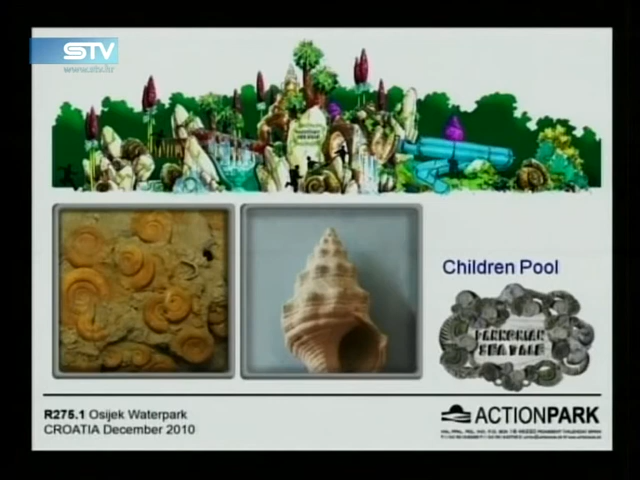 STV
www.stv.hr
Children Pool
PANNONIAN
SEA VALE
R275.1 Osijek Waterpark
CROATIA December 2010
ACTIONPARK